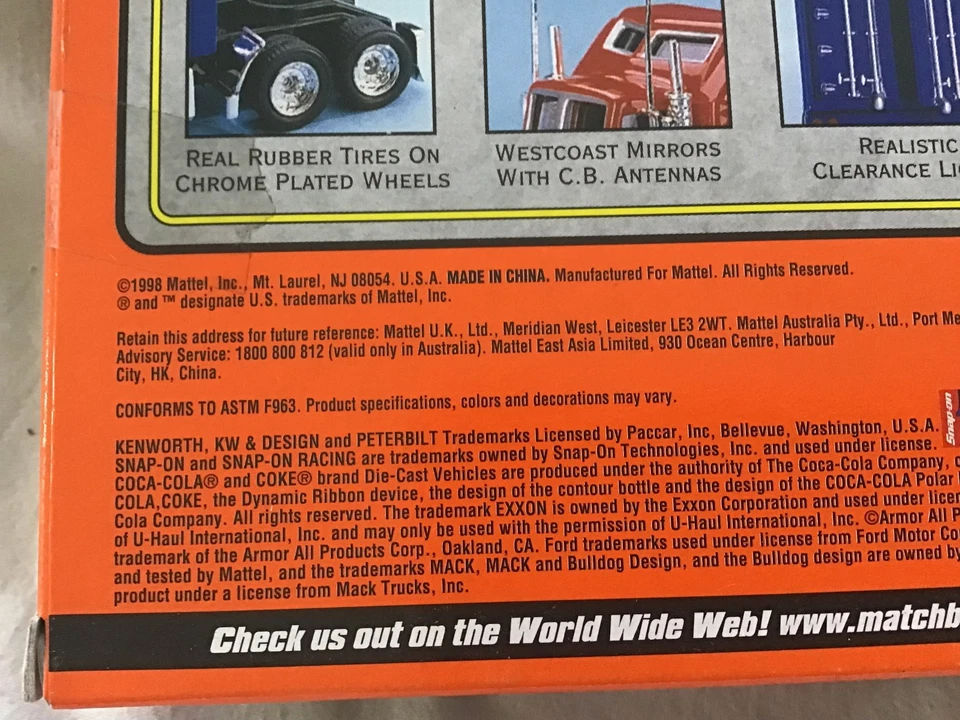 REAL RUBBER TIRES ON
CHROME PLATED WHEELS
WESTCOAST MIRRORS
WITH C.B. ANTENNAS
REALISTIC
CLEARANCE
©1998 Mattel, Inc., Mt. Laurel, NJ 08054. U.S.A. MADE IN CHINA. Manufactured For Mattel. All Rights Reserved.
® and ™ designate U.S. trademarks of Mattel, Inc.
Retain this address for future reference: Mattel U.K., Ltd., Meridian West, Leicester LE3 2WT. Mattel Australia Pty., Ltd., Port
Advisory Service: 1800 800 812 (valid only in Australia). Mattel East Asia Limited, 930 Ocean Centre, Harbour
City, HK, China.
CONFORMS TO ASTM F963. Product specifications, colors and decorations may vary.
Snap-on
KENWORTH, KW & DESIGN and PETERBILT Trademarks Licensed by Paccar, Inc, Bellevue, Washington, U.S.A.
SNAP-ON and SNAP-ON RACING are trademarks owned by Snap-On Technologies, Inc. and used under license.
COCA-COLA® and COKE® brand Die-Cast Vehicles are produced under the authority of The Coca-Cola Company,
COLA,COKE, the Dynamic Ribbon device, the design of the contour bottle and the design of the COCA-COLA Polar
Cola Company. All rights reserved. The trademark EXXON is owned by the Exxon Corporation and used under
of U-Haul International, Inc. and may only be used with the permission of U-Haul International, Inc. ©Armor All
trademark of the Armor All Products Corp., Oakland, CA. Ford trademarks used under license from Ford Motor
and tested by Mattel, and the trademarks MACK, MACK and Bulldog Design, and the Bulldog design are owned by
product under a license from Mack Trucks, Inc.
Check us out on the World Wide Web! www.matchb